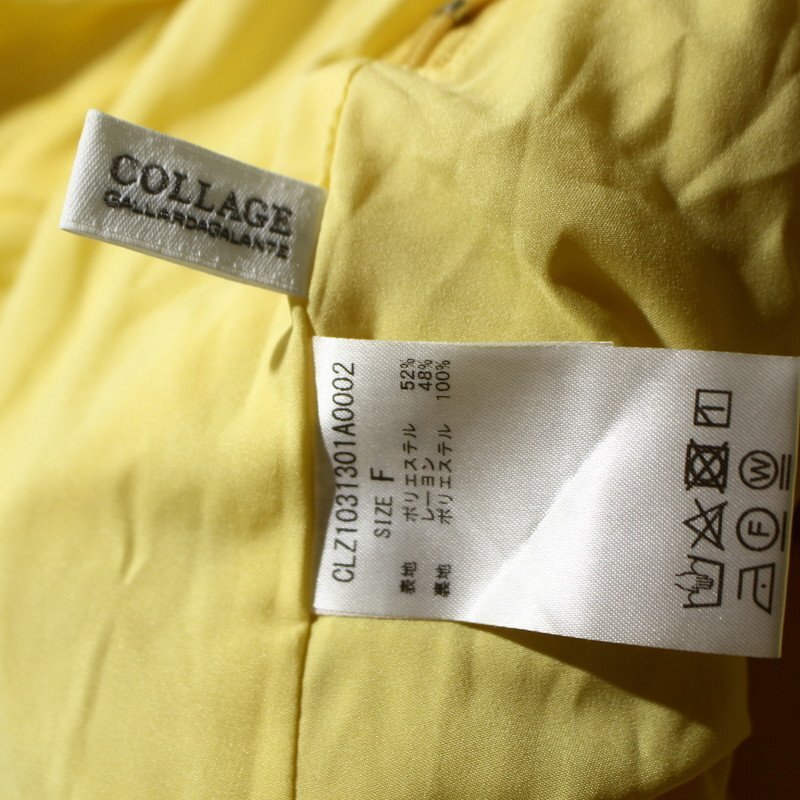 COLLAGE
GALLARDAGALANTE
CLZ1031301A0002
SIZE F
表地 ポリエステル 52%
レーヨン 48%
裏地 ポリエステル 100%
F W